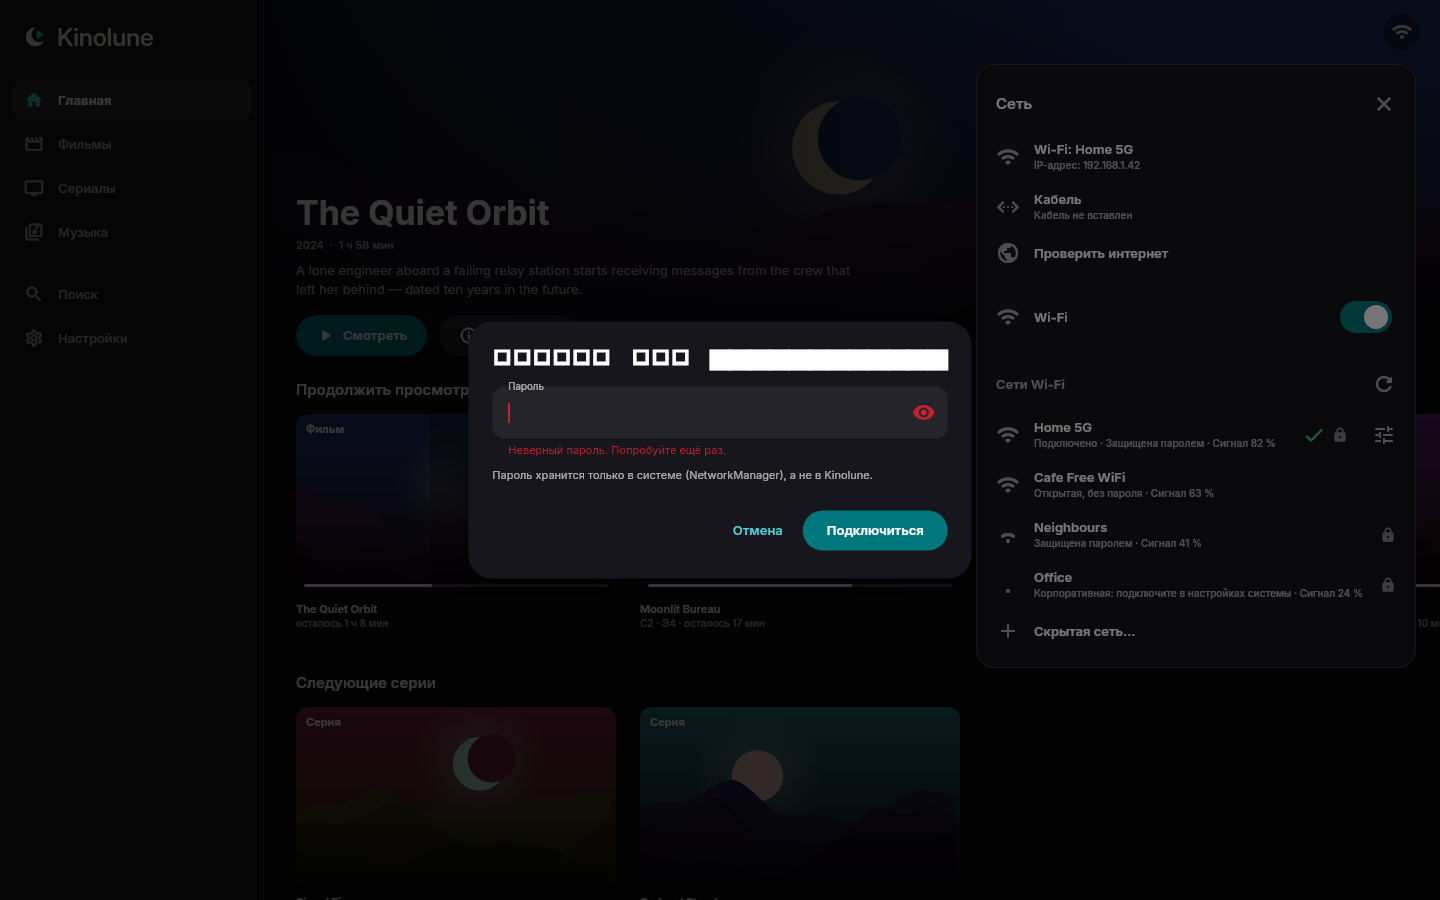 Kinolune
Главная
Фильмы
Сериалы
Музыка
Поиск
Настройки
The Quiet Orbit
2024 · 1 ч 58 мин
A lone engineer aboard a failing relay station starts receiving messages from the crew that
left her behind — dated ten years in the future.
Смотреть
Продолжить просмотр
Фильм
The Quiet Orbit
осталось 1 ч 8 мин
Moonlit Bureau
С2 · Э4 · осталось 17 мин
10 м
Следующие серии
Серия
Серия
Пароль
Неверный пароль. Попробуйте ещё раз.
Пароль хранится только в системе (NetworkManager), а не в Kinolune.
Отмена
Подключиться
Сеть
Wi-Fi: Home 5G
IP-адрес: 192.168.1.42
Кабель
Кабель не вставлен
Проверить интернет
Wi-Fi
Сети Wi-Fi
Home 5G
Подключено · Защищена паролем · Сигнал 82 %
Cafe Free WiFi
Открытая, без пароля · Сигнал 63 %
Neighbours
Защищена паролем · Сигнал 41 %
Office
Корпоративная: подключите в настройках системы · Сигнал 24 %
Скрытая сеть...